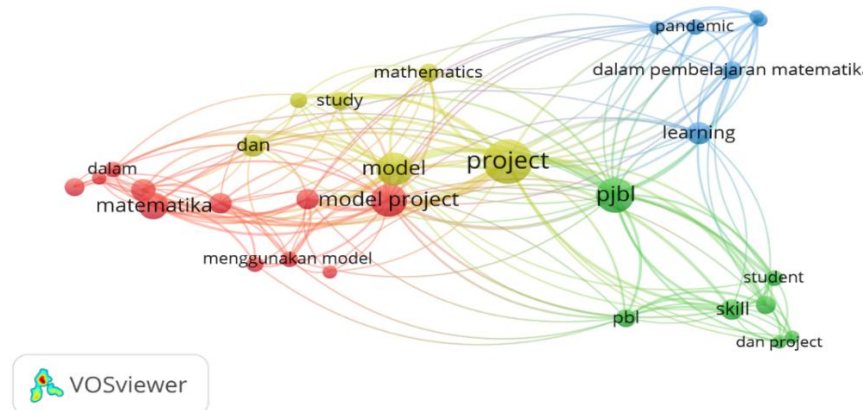 pandemic
mathematics
dalam pembelajaran matematika
study
learning
dan
project
dalam
model
pjbl
matematika
model project
menggunakan model
student
skill
pbl
dan project
VOSviewer